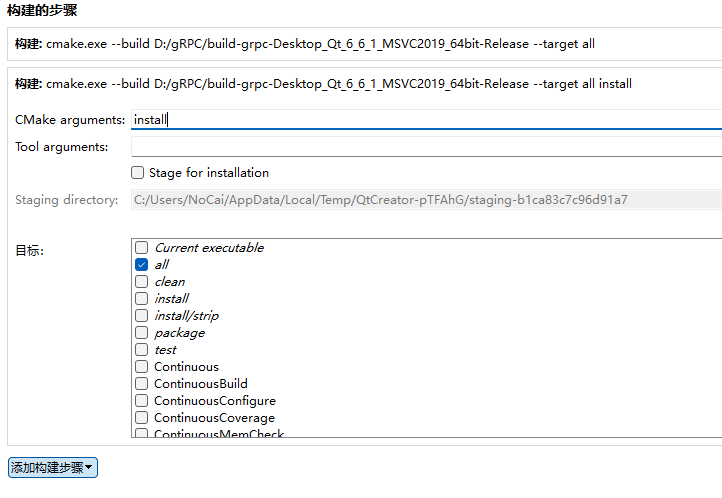 构建的步骤
构建: cmake.exe --build D:/gRPC/build-grpc-Desktop_Qt_6_6_1_MSVC2019_64bit-Release --target all
构建: cmake.exe --build D:/gRPC/build-grpc-Desktop_Qt_6_6_1_MSVC2019_64bit-Release --target all install
CMake arguments: install
Tool arguments:
Stage for installation
Staging directory: C:/Users/NoCai/AppData/Local/Temp/QtCreator-pTFAhG/staging-b1ca83c7c96d91a7
目标:
Current executable
all
clean
install
install/strip
package
test
Continuous
ContinuousBuild
ContinuousConfigure
ContinuousCoverage
ContinuousMemCheck
添加构建步骤